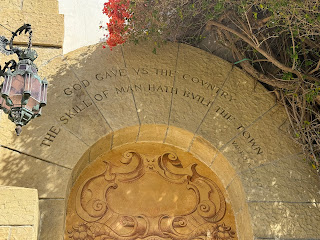 GOD GAVE VS THE COVNTRY
THE SKILL OF MAN HATH BVILT THE TOWN